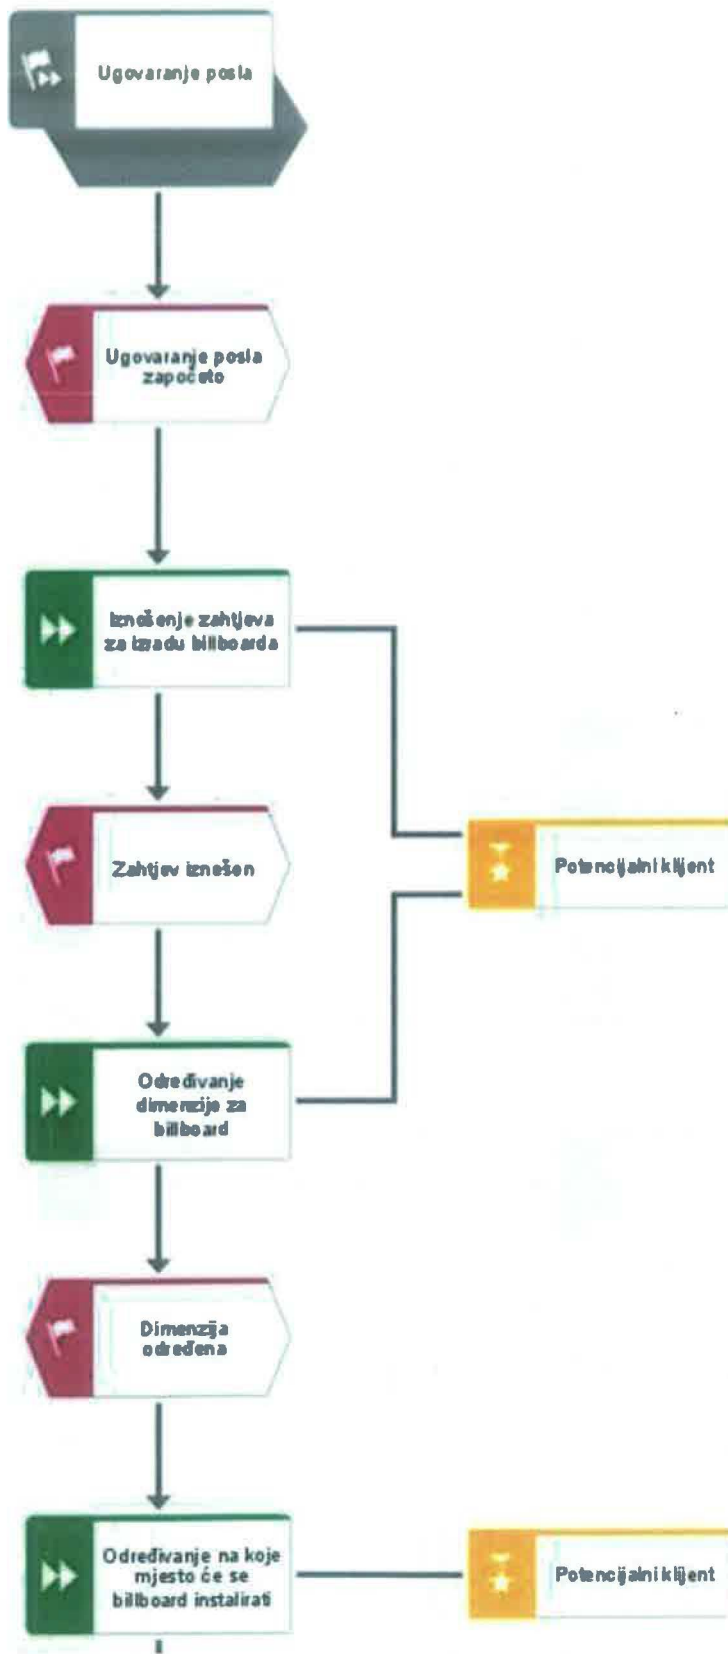 Ugovaranje posla
Ugovaranje posla
započeto
Iznošenje zahtjeva
za izradu billboarda
Zahtjev iznešen
Potencijalni klijent
Određivanje
dimenzije za
billboard
Dimenzija
određena
Određivanje na koje
mjesto će se
billboard instalirati
Potencijalni klijent